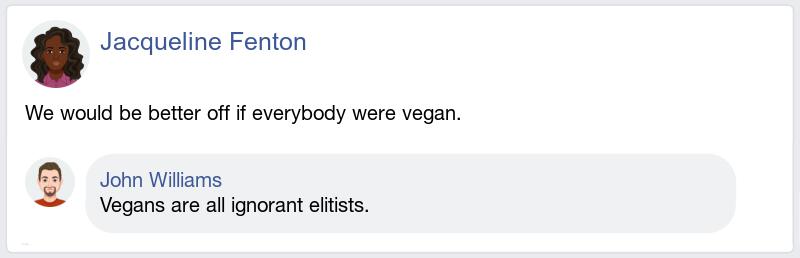 Jacqueline Fenton
We would be better off if everybody were vegan.
John Williams
Vegans are all ignorant elitists.